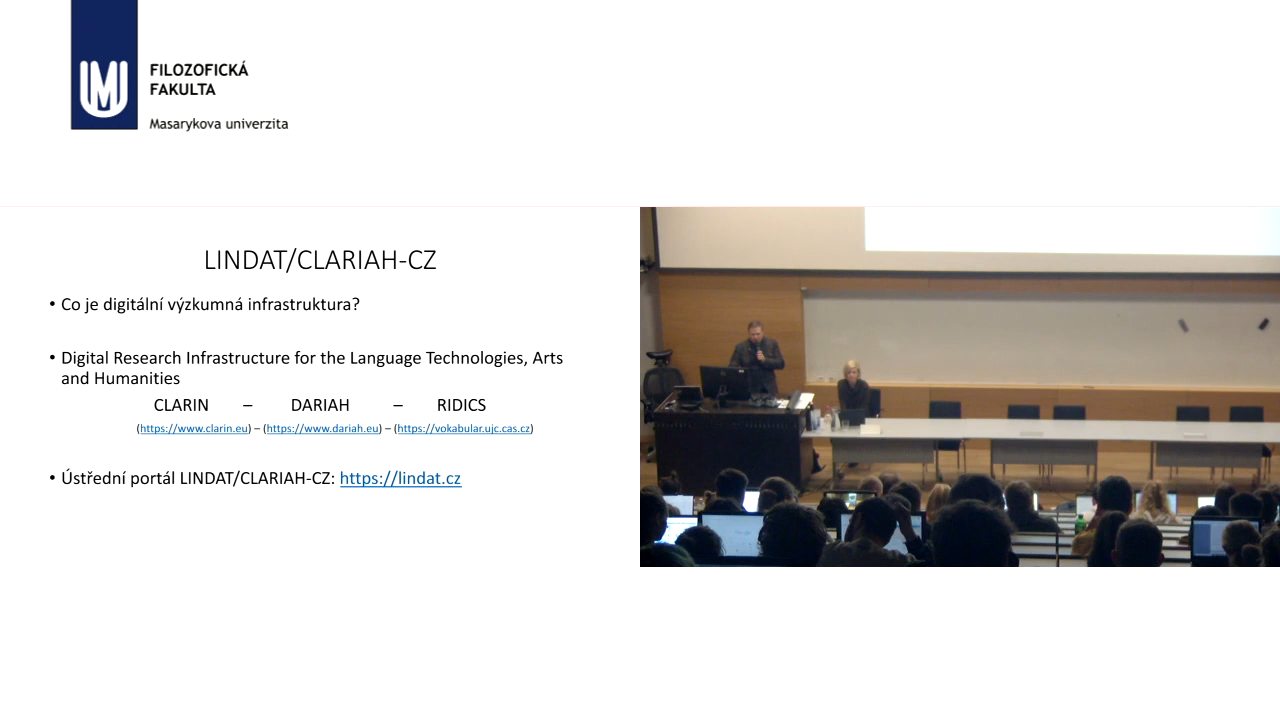 FILOZOFICKÁ
FAKULTA
Masarykova univerzita
LINDAT/CLARIAH-CZ
• Co je digitální výzkumná infrastruktura?
• Digital Research Infrastructure for the Language Technologies, Arts
and Humanities
CLARIN – DARIAH – RIDICS
(https://www.clarin.eu) – (https://www.dariah.eu) – (https://vokabular.ujc.cas.cz)
• Ústřední portál LINDAT/CLARIAH-CZ: https://lindat.cz